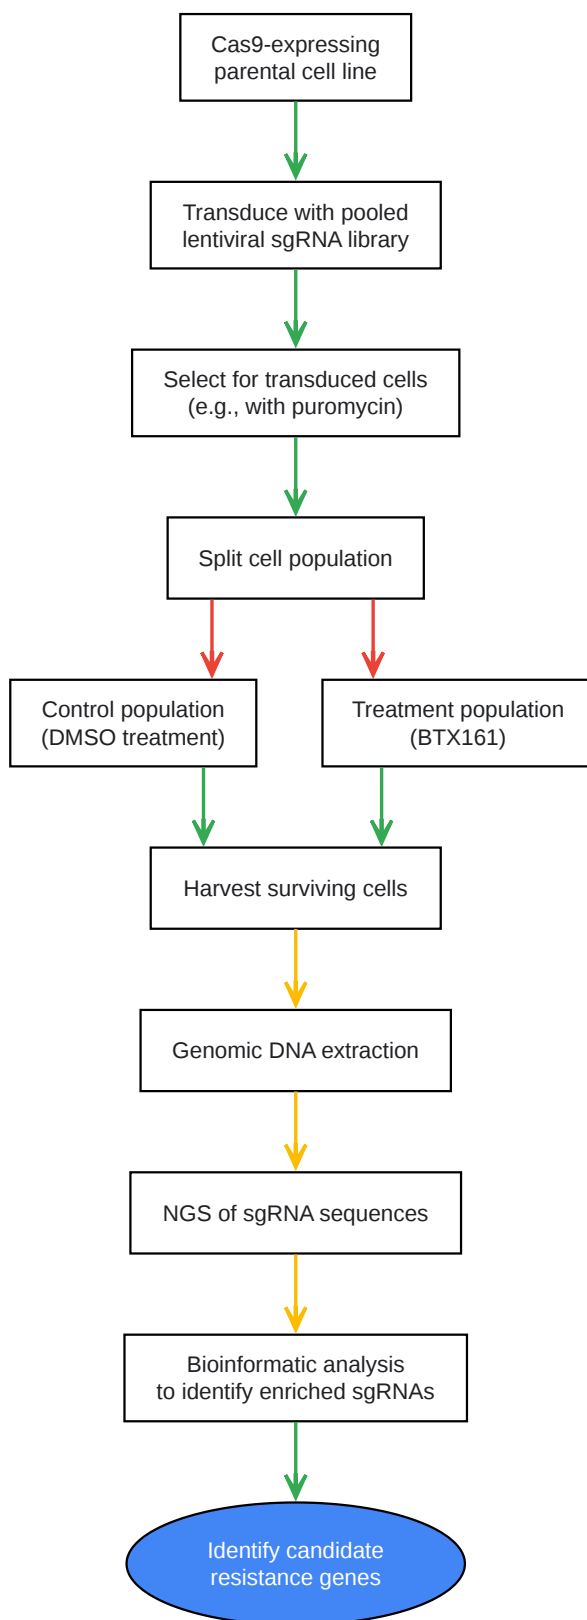 Cas9-expressing
parental cell line
Transduce with pooled
lentiviral sgRNA library
Select for transduced cells
(e.g., with puromycin)
Split cell population
Control population
(DMSO treatment)
Treatment population
(BTX161)
Harvest surviving cells
Genomic DNA extraction
NGS of sgRNA sequences
Bioinformatic analysis
to identify enriched sgRNAs
Identify candidate
resistance genes